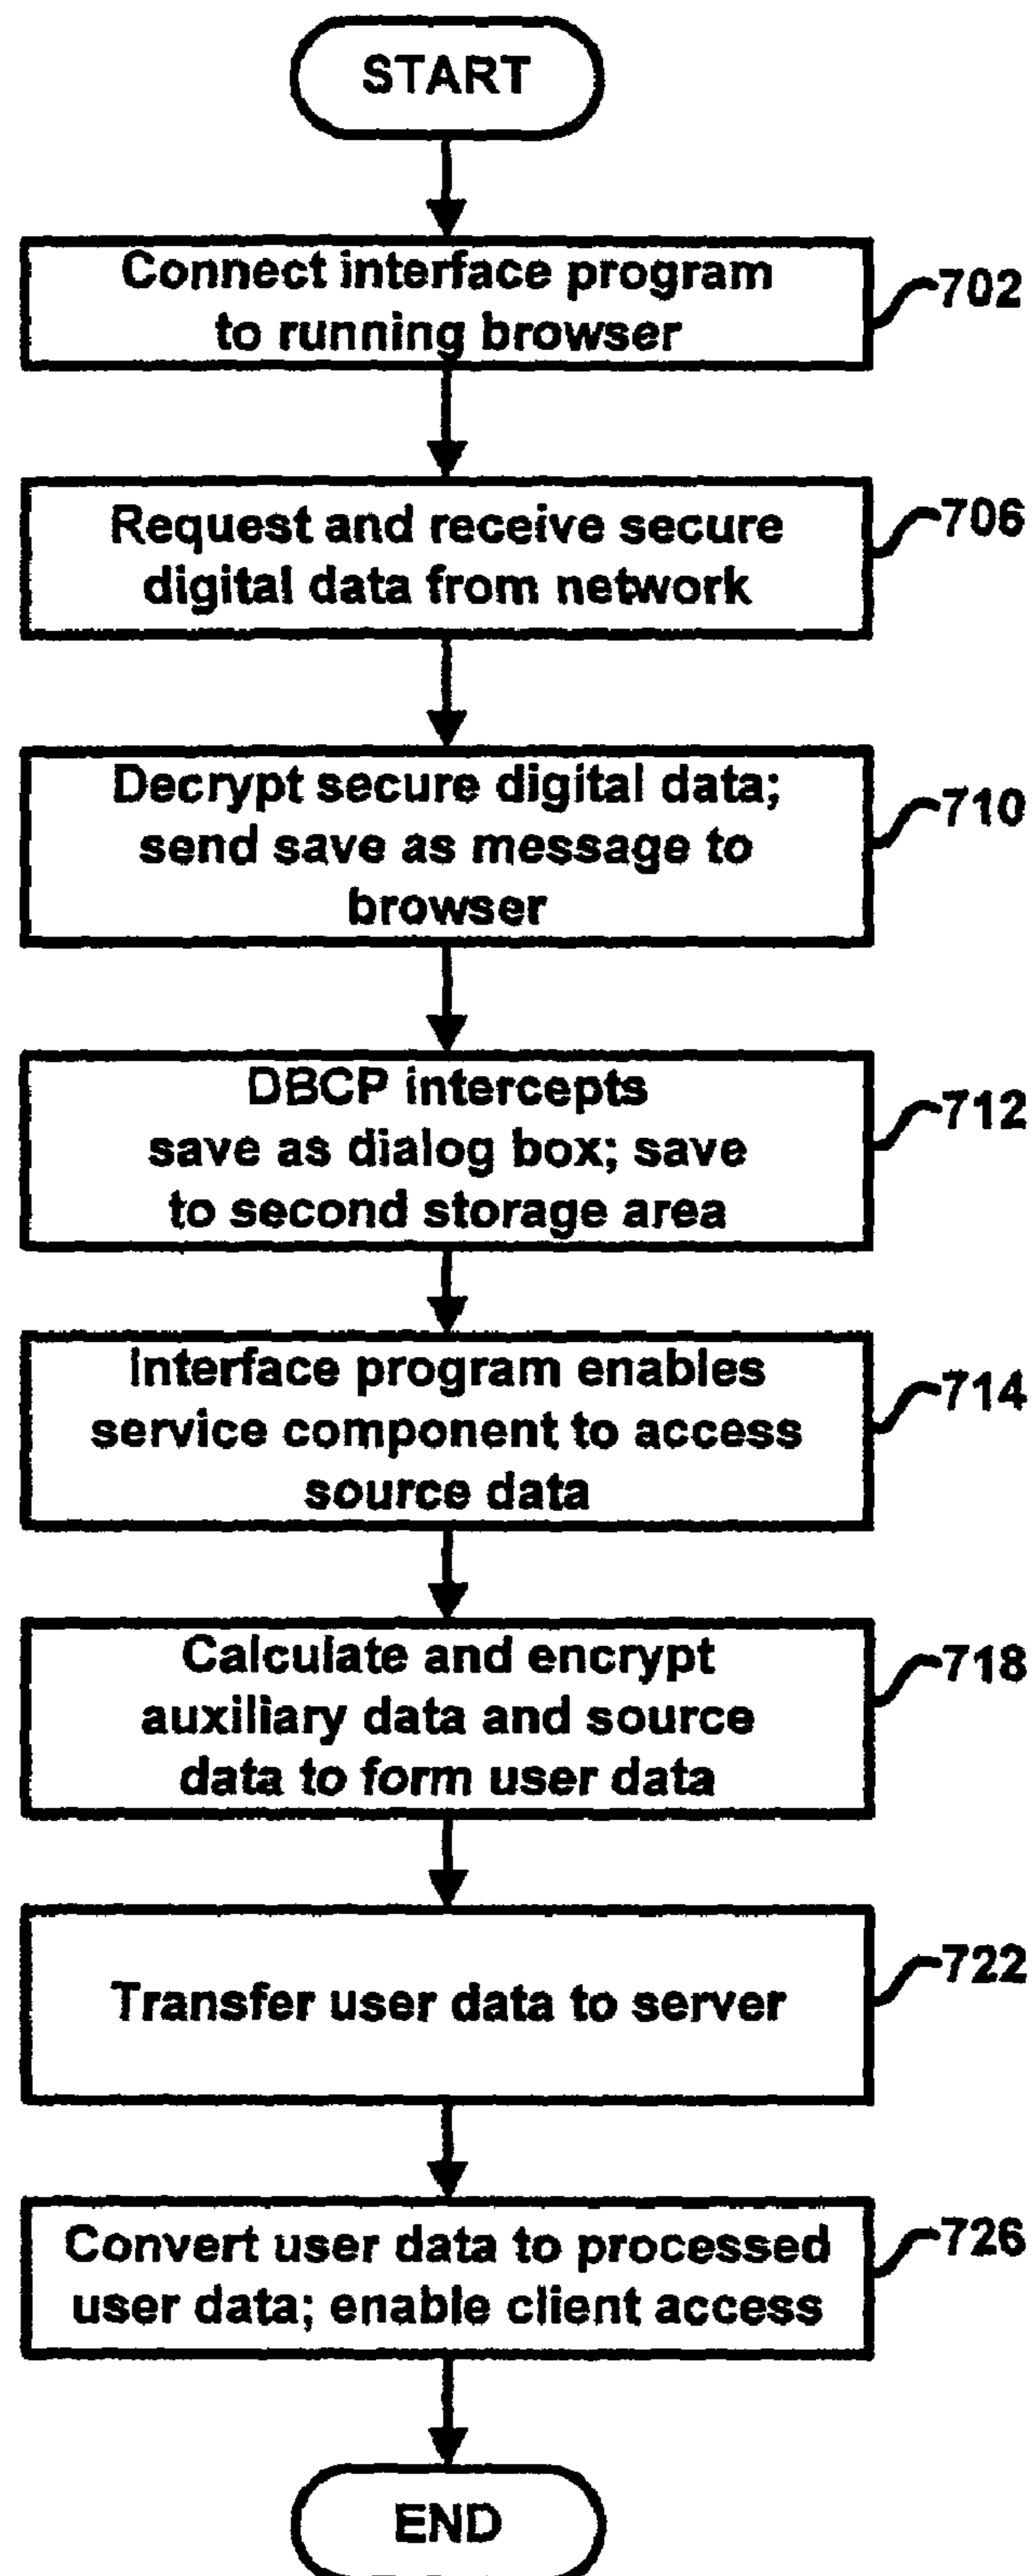 START
Connect interface program
to running browser
702
Request and receive secure
digital data from network
706
Decrypt secure digital data;
send save as message to
browser
710
DBCP intercepts
save as dialog box; save
to second storage area
712
Interface program enables
service component to access
source data
714
Calculate and encrypt
auxiliary data and source
data to form user data
718
Transfer user data to server
722
Convert user data to processed
user data; enable client access
726
END